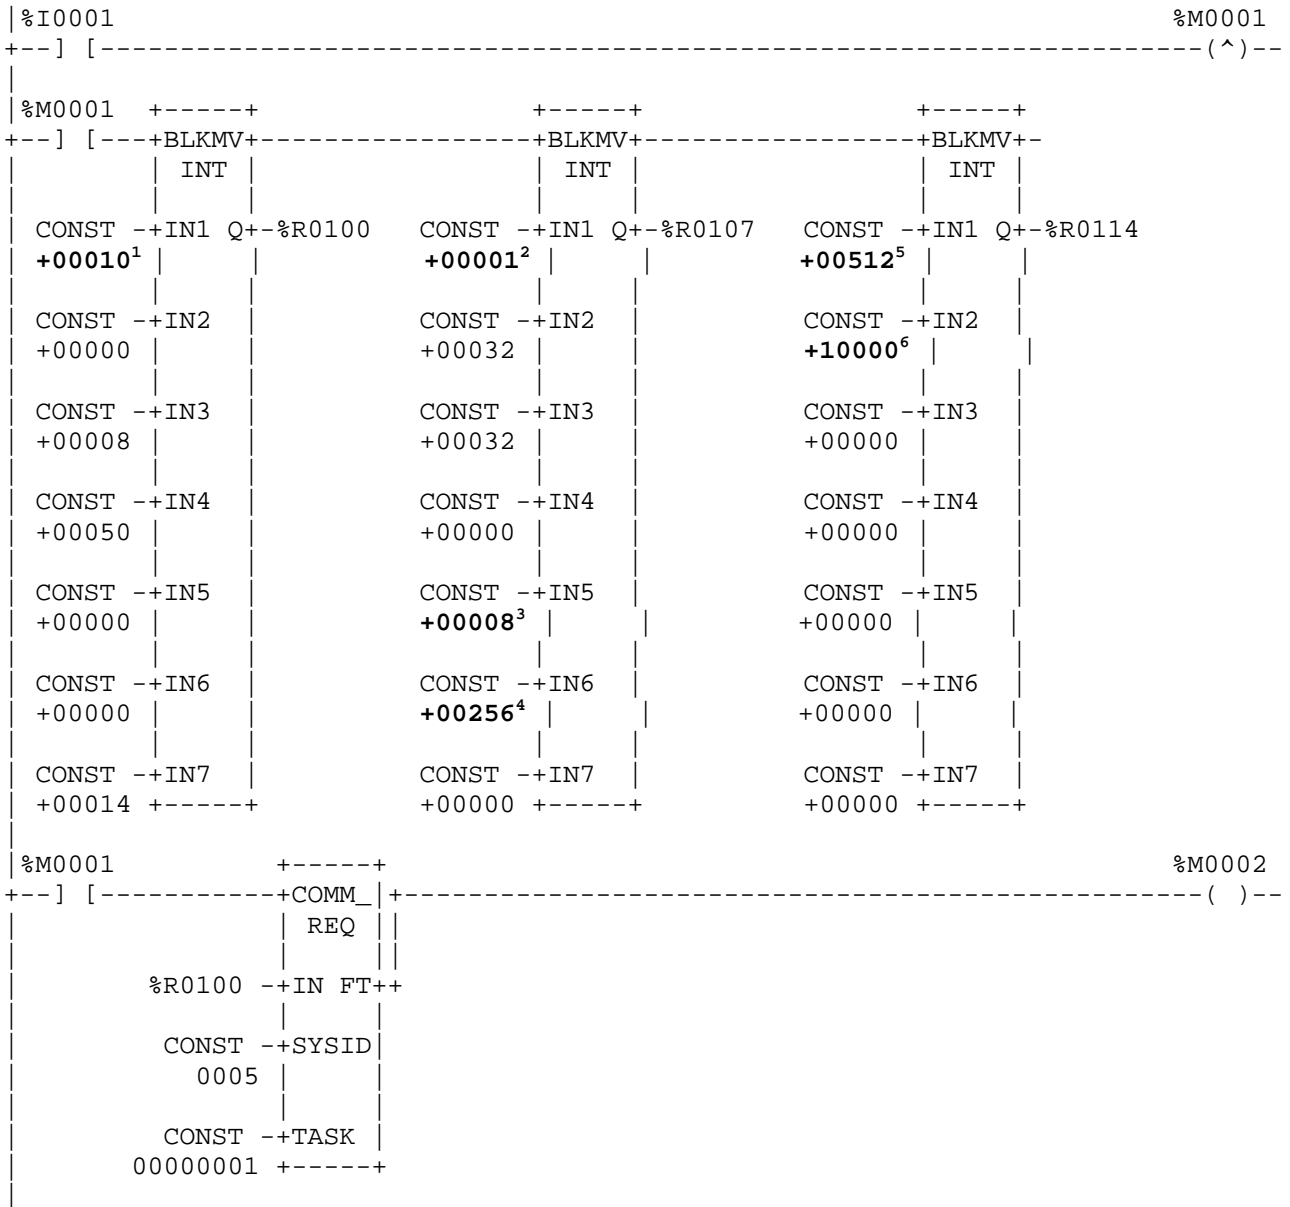 |%I0001 %M0001
+--] [---------------------------------------------------------------------(^)--
|
|%M0001 +-----+ +-----+ +-----+
+--] [---+BLKMV+-----------------+BLKMV+-----------------+BLKMV+-
| | INT | | INT | | INT |
| | | | | | |
| CONST -+IN1 Q+-%R0100 CONST -+IN1 Q+-%R0107 CONST -+IN1 Q+-%R0114
| +00010¹ | | +00001² | | +00512⁵ | |
| | | | | | |
| CONST -+IN2 | CONST -+IN2 | CONST -+IN2 |
| +00000 | | +00032 | | +10000⁶ | |
| | | | | | |
| CONST -+IN3 | CONST -+IN3 | CONST -+IN3 |
| +00008 | | +00032 | | +00000 | |
| | | | | | |
| CONST -+IN4 | CONST -+IN4 | CONST -+IN4 |
| +00050 | | +00000 | | +00000 | |
| | | | | | |
| CONST -+IN5 | CONST -+IN5 | CONST -+IN5 |
| +00000 | | +00008³ | | +00000 | |
| | | | | | |
| CONST -+IN6 | CONST -+IN6 | CONST -+IN6 |
| +00000 | | +00256⁴ | | +00000 | |
| | | | | | |
| CONST -+IN7 | CONST -+IN7 | CONST -+IN7 |
| +00014 +-----+ +00000 +-----+ +00000 +-----+
|
|%M0001 +-----+ %M0002
+--] [-----------+COMM_|+--------------------------------------------------( )--
| | REQ ||
| | ||
| %R0100 -+IN FT++
| | |
| CONST -+SYSID|
| 0005 | |
| | |
| CONST -+TASK |
| 00000001 +-----+
|